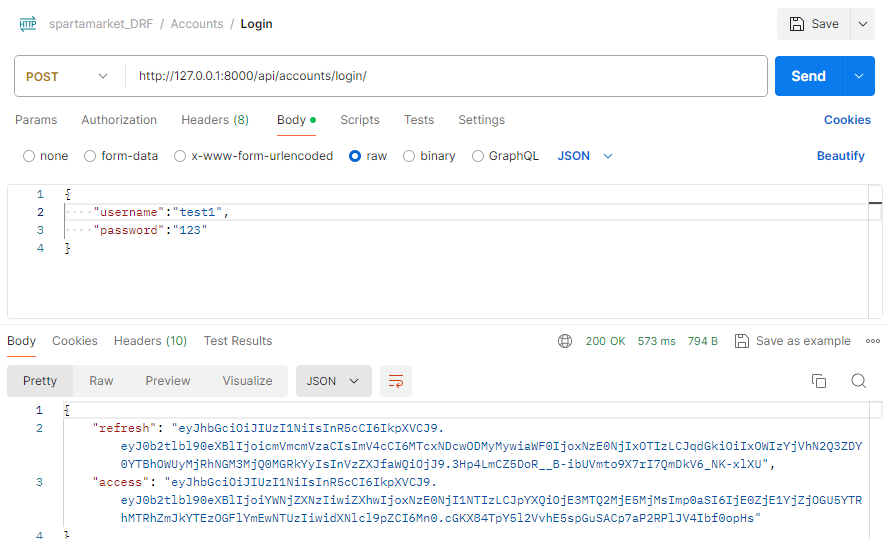 HTTP spartamarket_DRF / Accounts / Login Save
POST http://127.0.0.1:8000/api/accounts/login/ Send
Params Authorization Headers (8) Body Scripts Tests Settings Cookies
none form-data x-www-form-urlencoded raw binary GraphQL JSON Beautify
1 {
2 "username":"test1",
3 "password":"123"
4 }
Body Cookies Headers (10) Test Results 200 OK 573 ms 794 B Save as example
Pretty Raw Preview Visualize JSON
1 {
2 "refresh": "eyJhbGciOiJIUzI1NiIsInR5cCI6IkpXVCJ9.
eyJ0b2tlbl90eXBlIjoicmVmcmVzaCIsImV4cCI6MTcxNDcwODMyMywiaWF0IjoxNzE0NjIxOTIzLCJqdGkiOiIxOWIzYjVhN2Q3ZDY
0YTBhOWUyMjRhNGM3MjQ0MGRkYyIsInVzZXJfaWQiOjJ9.3Hp4LmCZ5DoR__B-ibUVmto9X7rI7QmDkV6_NK-xlXU",
3 "access": "eyJhbGciOiJIUzI1NiIsInR5cCI6IkpXVCJ9.
eyJ0b2tlbl90eXBlIjoiYWNjZXNzIiwiZXhwIjoxNzE0NjI1NTIzLCJpYXQiOjE3MTQ2MjE5MjMsImp0aSI6IjE0ZjE1YjZjOGU5YTR
hMTRhZmJkYTEzOGFlYmEwNTUzIiwidXNlcl9pZCI6Mn0.cGKX84TpY5l2VvhE5spGuSACp7aP2RPlJV4Ibf0opHs"
4 }